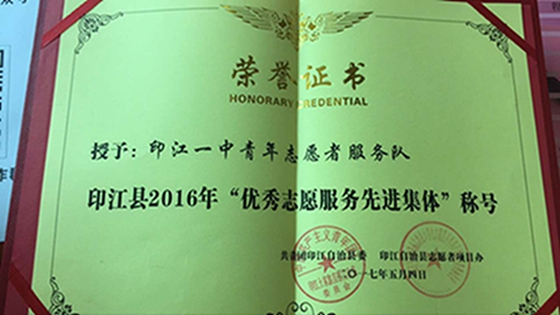 荣誉证书
HONORARY CREDENTIAL
授于：印江一中青年志愿者服务队
印江县2016年“优秀志愿服务先进集体”称号
共青团印江自治县委 印江自治县志愿者项目办
二〇一七年五月四日